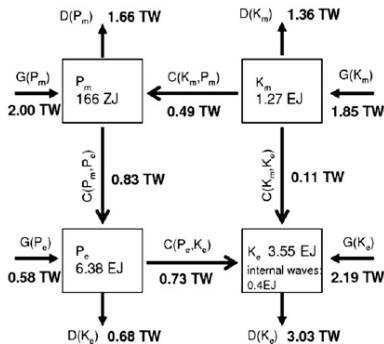 D(Pm) 1.66 TW
D(Km) 1.36 TW
G(Pm)
2.00 TW
Pm
166 ZJ
C(Km,Pm)
0.49 TW
Km
1.27 EJ
G(Km)
1.85 TW
C(Pm,Pe)
0.83 TW
C(Km,Ke)
0.11 TW
G(Pe)
0.58 TW
Pe
6.38 EJ
C(Pe,Ke)
0.73 TW
Ke 3.55 EJ
internal waves:
0.4EJ
G(Ke)
2.19 TW
D(Ke) 0.68 TW
D(Ke) 3.03 TW